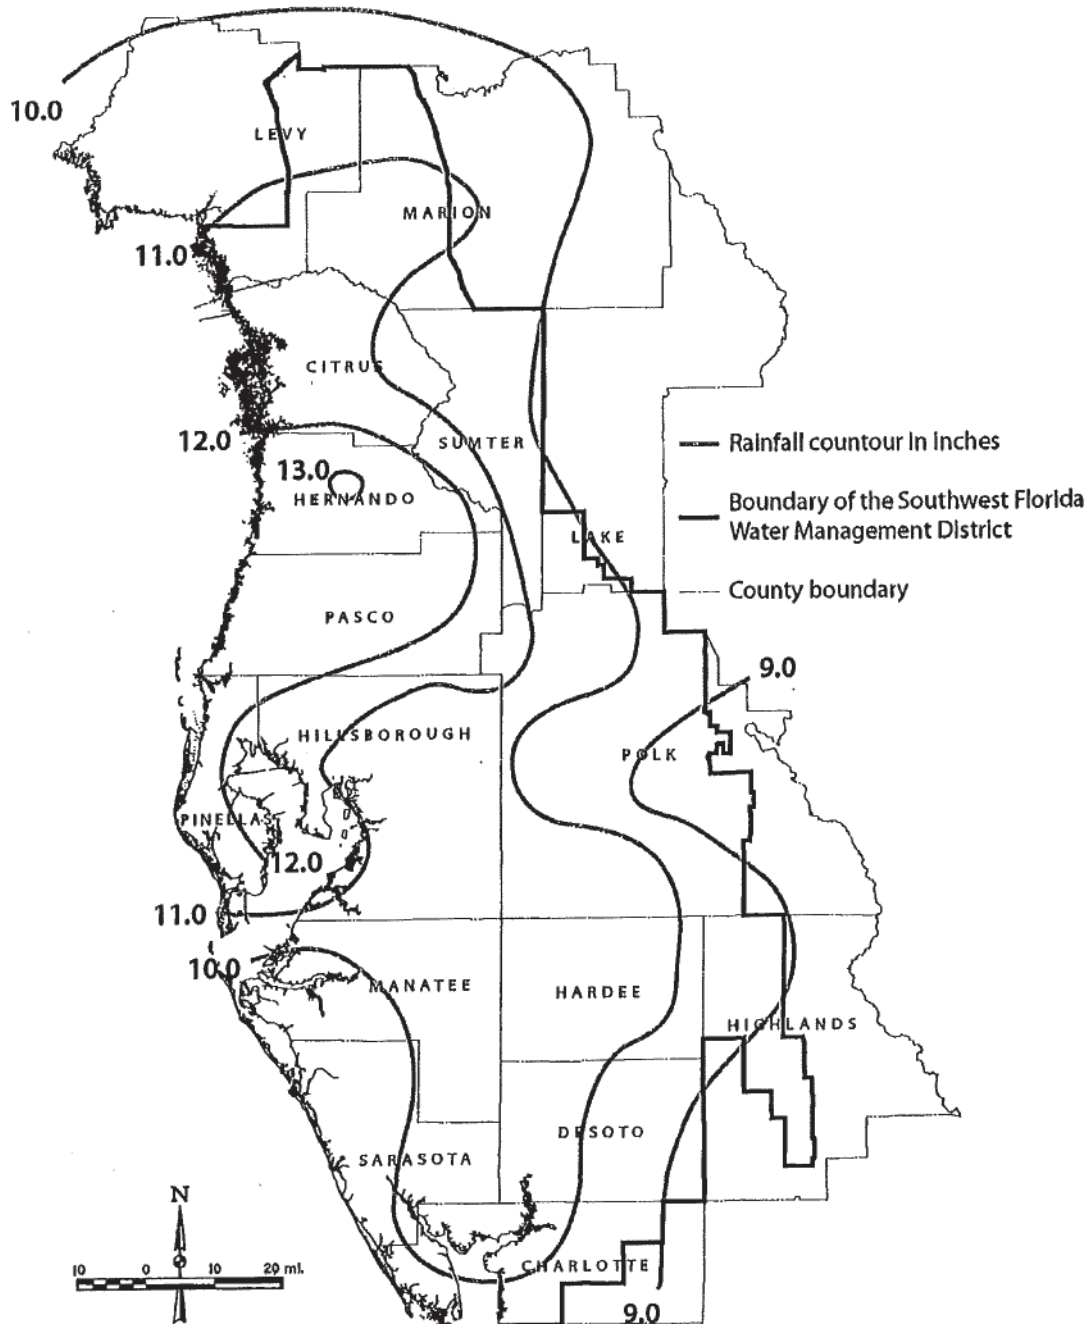 10.0
LEVY
MARION
11.0
CITRUS
12.0
SUMTER
13.0
HERNANDO
Rainfall countour in inches
Boundary of the Southwest Florida
Water Management District
LAKE
County boundary
PASCO
9.0
HILLSBOROUGH
POLK
PINELLAS
12.0
11.0
10.0
MANATEE
HARDEE
HIGHLANDS
DESOTO
SARASOTA
N
CHARLOTTE
10 0 10 20 mi.
9.0